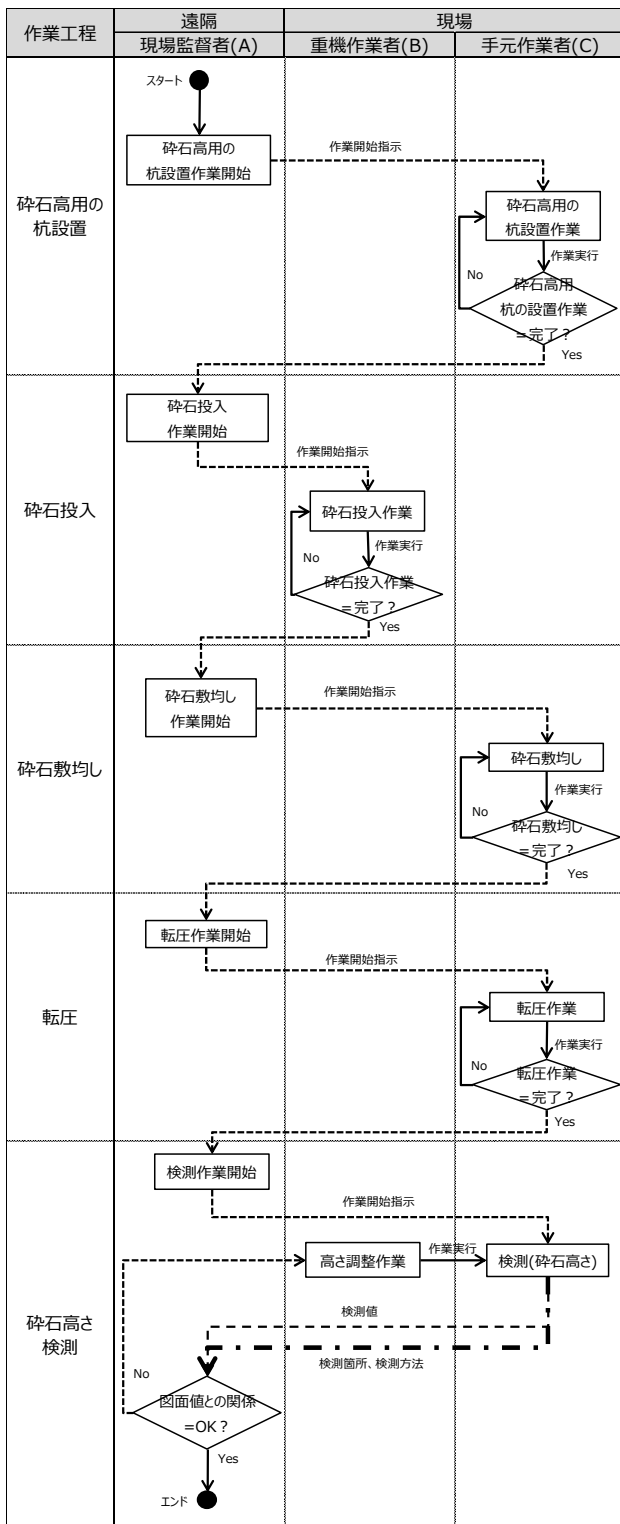 作業工程
遠隔
現場
現場監督者(A)
重機作業者(B)
手元作業者(C)
スタート
砕石高用の
杭設置
砕石高用の
杭設置作業開始
作業開始指示
砕石高用の
杭設置作業
作業実行
No
砕石高用
杭の設置作業
=完了？
Yes
砕石投入
砕石投入
作業開始
作業開始指示
砕石投入作業
作業実行
No
砕石投入作業
=完了？
Yes
砕石敷均し
砕石敷均し
作業開始
作業開始指示
砕石敷均し
作業実行
No
砕石敷均し
=完了？
Yes
転圧
転圧作業開始
作業開始指示
転圧作業
作業実行
No
転圧作業
=完了？
Yes
砕石高さ
検測
検測作業開始
作業開始指示
高さ調整作業
作業実行
検測(砕石高さ)
検測値
検測箇所、検測方法
No
図面値との関係
=OK？
Yes
エンド